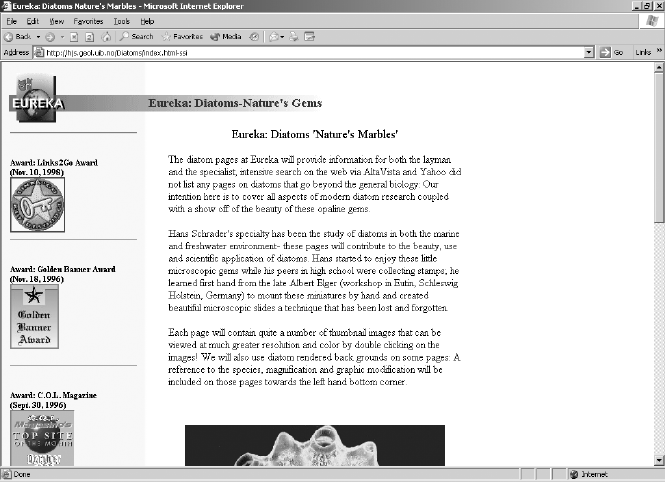 Eureka: Diatoms Nature's Marbles - Microsoft Internet Explorer
File Edit View Favorites Tools Help
Back Search Favorites Media
Address http://hjs.geol.uib.no/Diatoms/index.html-ssi Go Links »
EUREKA
Eureka: Diatoms-Nature's Gems
Eureka: Diatoms 'Nature's Marbles'
The diatom pages at Eureka will provide information for both the layman
and the specialist, intensive search on the web via AltaVista and Yahoo did
not list any pages on diatoms that go beyond the general biology. Our
intention here is to cover all aspects of modern diatom research coupled
with a show off of the beauty of these opaline gems.
Hans Schrader's specialty has been the study of diatoms in both the marine
and freshwater environment- these pages will contribute to the beauty, use
and scientific application of diatoms. Hans started to enjoy these little
microscopic gems while his peers in high school were collecting stamps; he
learned first hand from the late Albert Elger (workshop in Eutin, Schleswig
Holstein, Germany) to mount these miniatures by hand and created
beautiful microscopic slides a technique that has been lost and forgotten.
Each page will contain quite a number of thumbnail images that can be
viewed at much greater resolution and color by double clicking on the
images! We will also use diatom rendered back grounds on some pages. A
reference to the species, magnification and graphic modification will be
included on those pages towards the left hand bottom corner.
Award: Links2Go Award
(Nov. 10, 1998)
Award: Golden Banner Award
(Nov. 18, 1996)
Golden
Banner
Award
Award: C.O.L. Magazine
(Sept. 30, 1996)
Magazine's
TOP SITE
OF THE MONTH
Done Internet